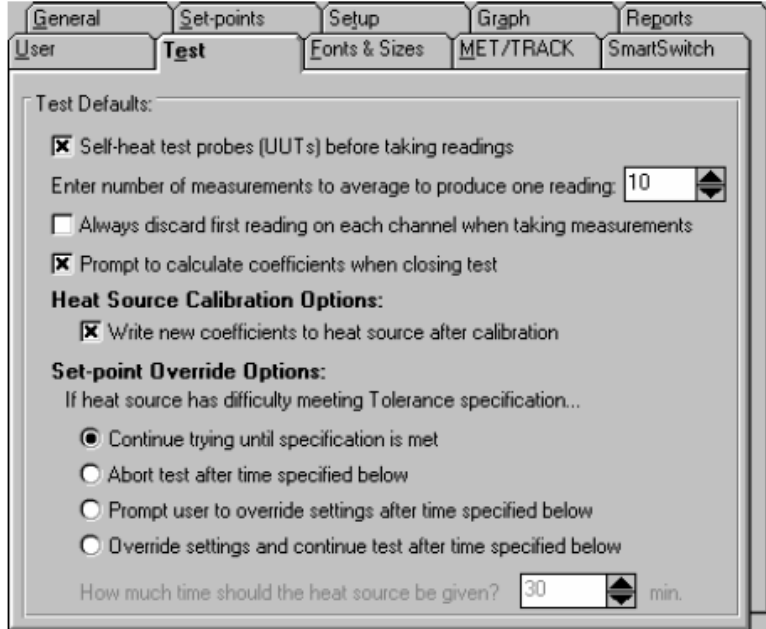 General Set-points Setup Graph Reports
User Test Fonts & Sizes MET/TRACK SmartSwitch
Test Defaults:
Self-heat test probes (UUTs) before taking readings
Enter number of measurements to average to produce one reading: 10
Always discard first reading on each channel when taking measurements
Prompt to calculate coefficients when closing test
Heat Source Calibration Options:
Write new coefficients to heat source after calibration
Set-point Override Options:
If heat source has difficulty meeting Tolerance specification...
Continue trying until specification is met
Abort test after time specified below
Prompt user to override settings after time specified below
Override settings and continue test after time specified below
How much time should the heat source be given? 30 min.